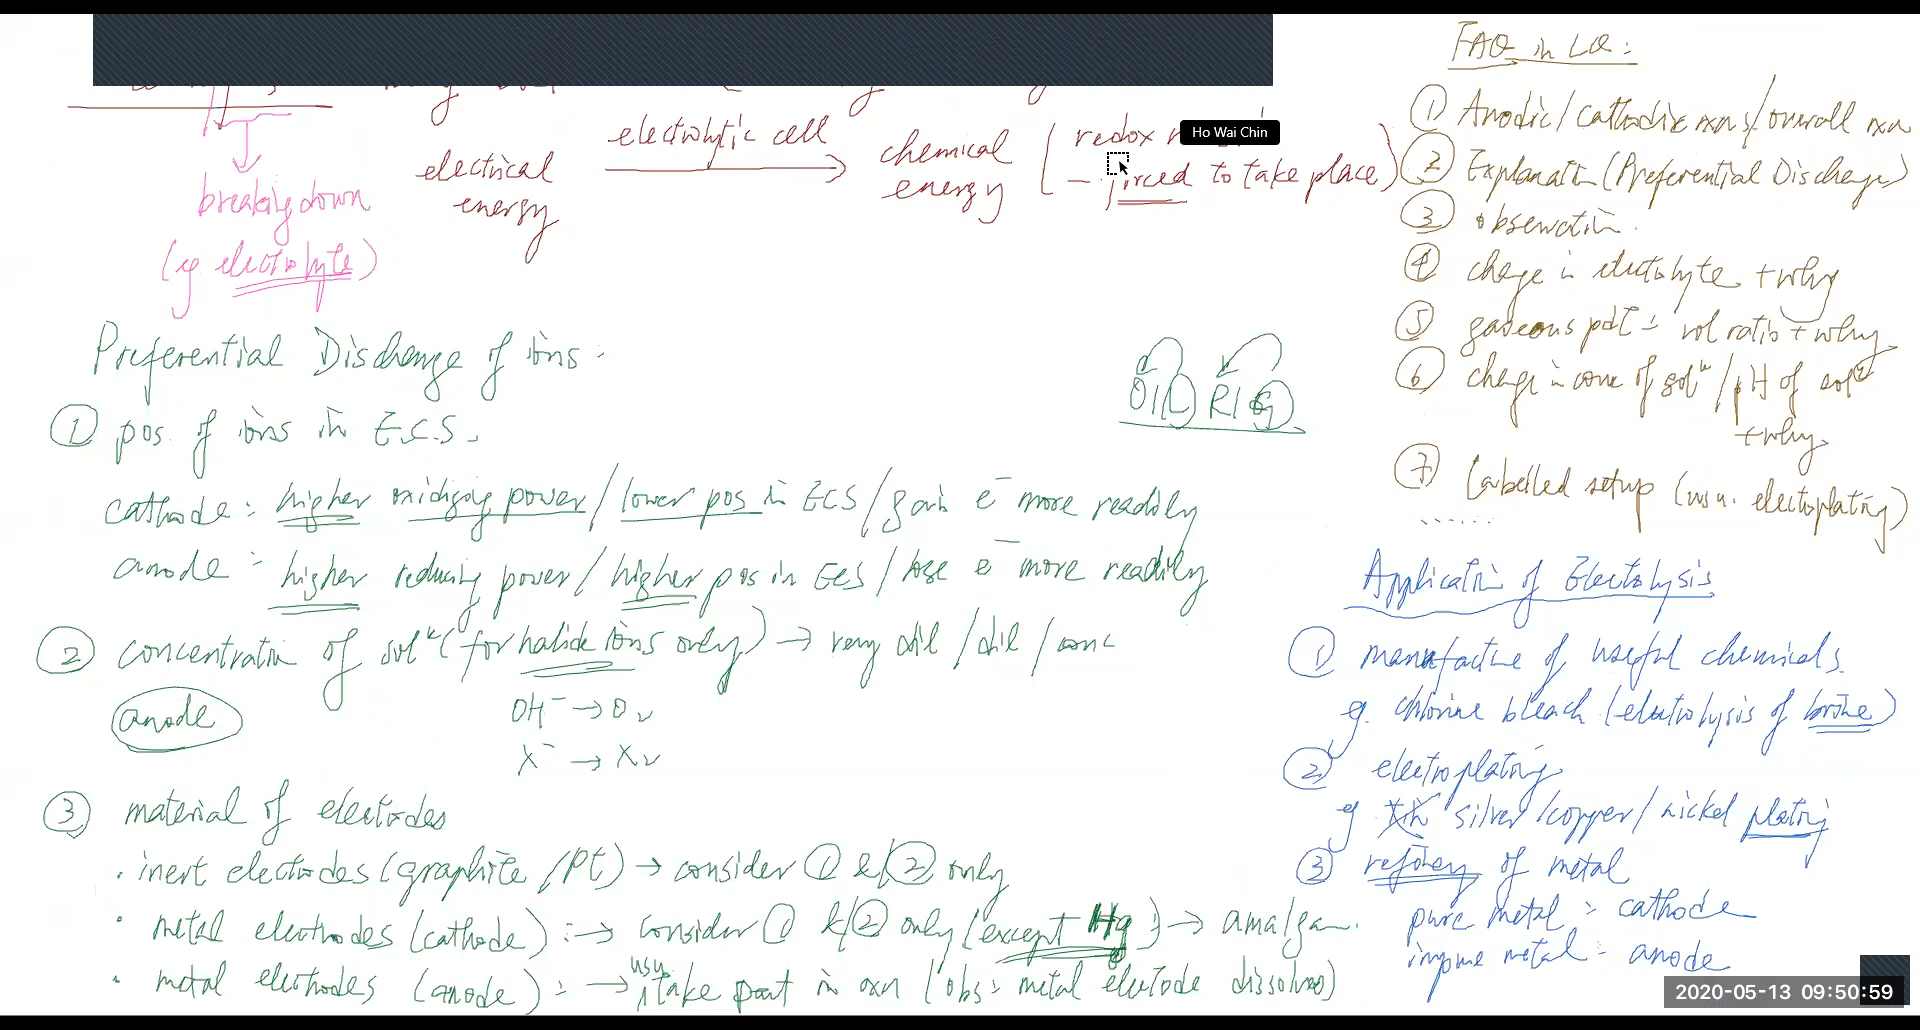 electrical
energy
electrolytic cell
chemical
energy
(redox
Ho Wai Chin
- forced to take place)
breaking down
(eg electrolyte)
Preferential Discharge of ions:
① pos. of ions in E.C.S.
cathode: higher oxidising power/lower pos in ECS/gain e⁻ more readily
anode: higher reducing power/higher pos in ECS/lose e⁻ more readily
② concentration of solⁿ (for halide ions only) → very dil/dil/conc
anode
OH⁻ → O₂
X⁻ → X₂
③ material of electrodes
· inert electrodes (graphite/Pt) → consider ① & ② only
· metal electrodes (cathode): → consider ① & ② only (except Hg) → amalgam.
· metal electrodes (anode): → usu. take part in rxn (obs: metal electrode dissolves)
OIL RIG
FAQ in LQ:
① Anodic/cathodic rxns/overall rxn
② Explanation (Preferential Discharge)
③ observation.
④ change in electrolyte + why
⑤ gaseous pdt: vol ratio + why
⑥ change in conc of solⁿ/pH of solⁿ
+ why
⑦ Labelled setup (usu. electroplating)
......
Application of Electrolysis
① manufacture of useful chemicals.
eg. chlorine bleach (electrolysis of brine)
② electroplating
eg silver/copper/nickel plating
③ refinery of metal
pure metal: cathode
impure metal: anode
2020-05-13 09:50:59